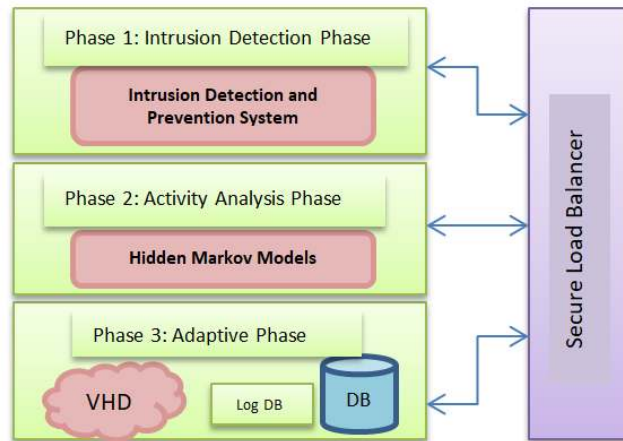 Phase 1: Intrusion Detection Phase
Intrusion Detection and
Prevention System
Phase 2: Activity Analysis Phase
Hidden Markov Models
Phase 3: Adaptive Phase
VHD
Log DB
DB
Secure Load Balancer